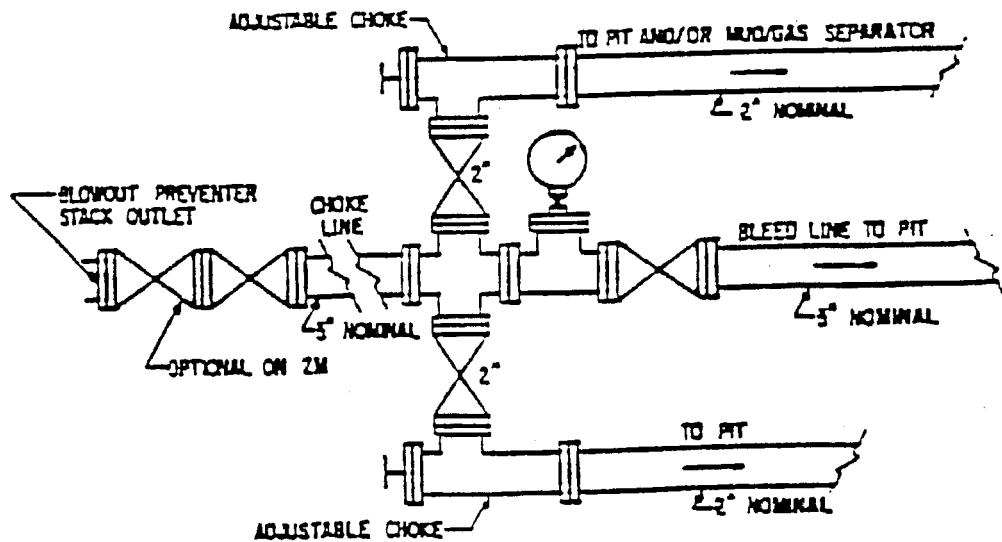 ADJUSTABLE CHOKE
TO PIT AND/OR MUD/GAS SEPARATOR
2" NOMINAL
2"
BLOWOUT PREVENTER
STACK OUTLET
CHOKE
LINE
BLEED LINE TO PIT
3" NOMINAL
3" NOMINAL
OPTIONAL ON 2M
2"
TO PIT
2" NOMINAL
ADJUSTABLE CHOKE